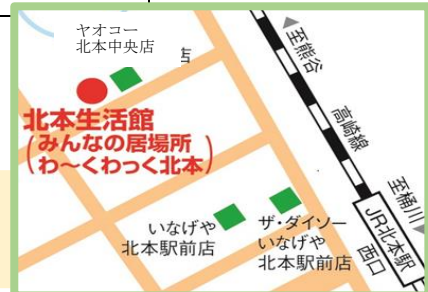 ヤオコー
北本中央店
店
至熊谷
高崎線
北本生活館
(みんなの居場所
わ〜くわっく北本)
至桶川
JR北本駅
西口
いなげや
北本駅前店
ザ・ダイソー
いなげや
北本駅前店